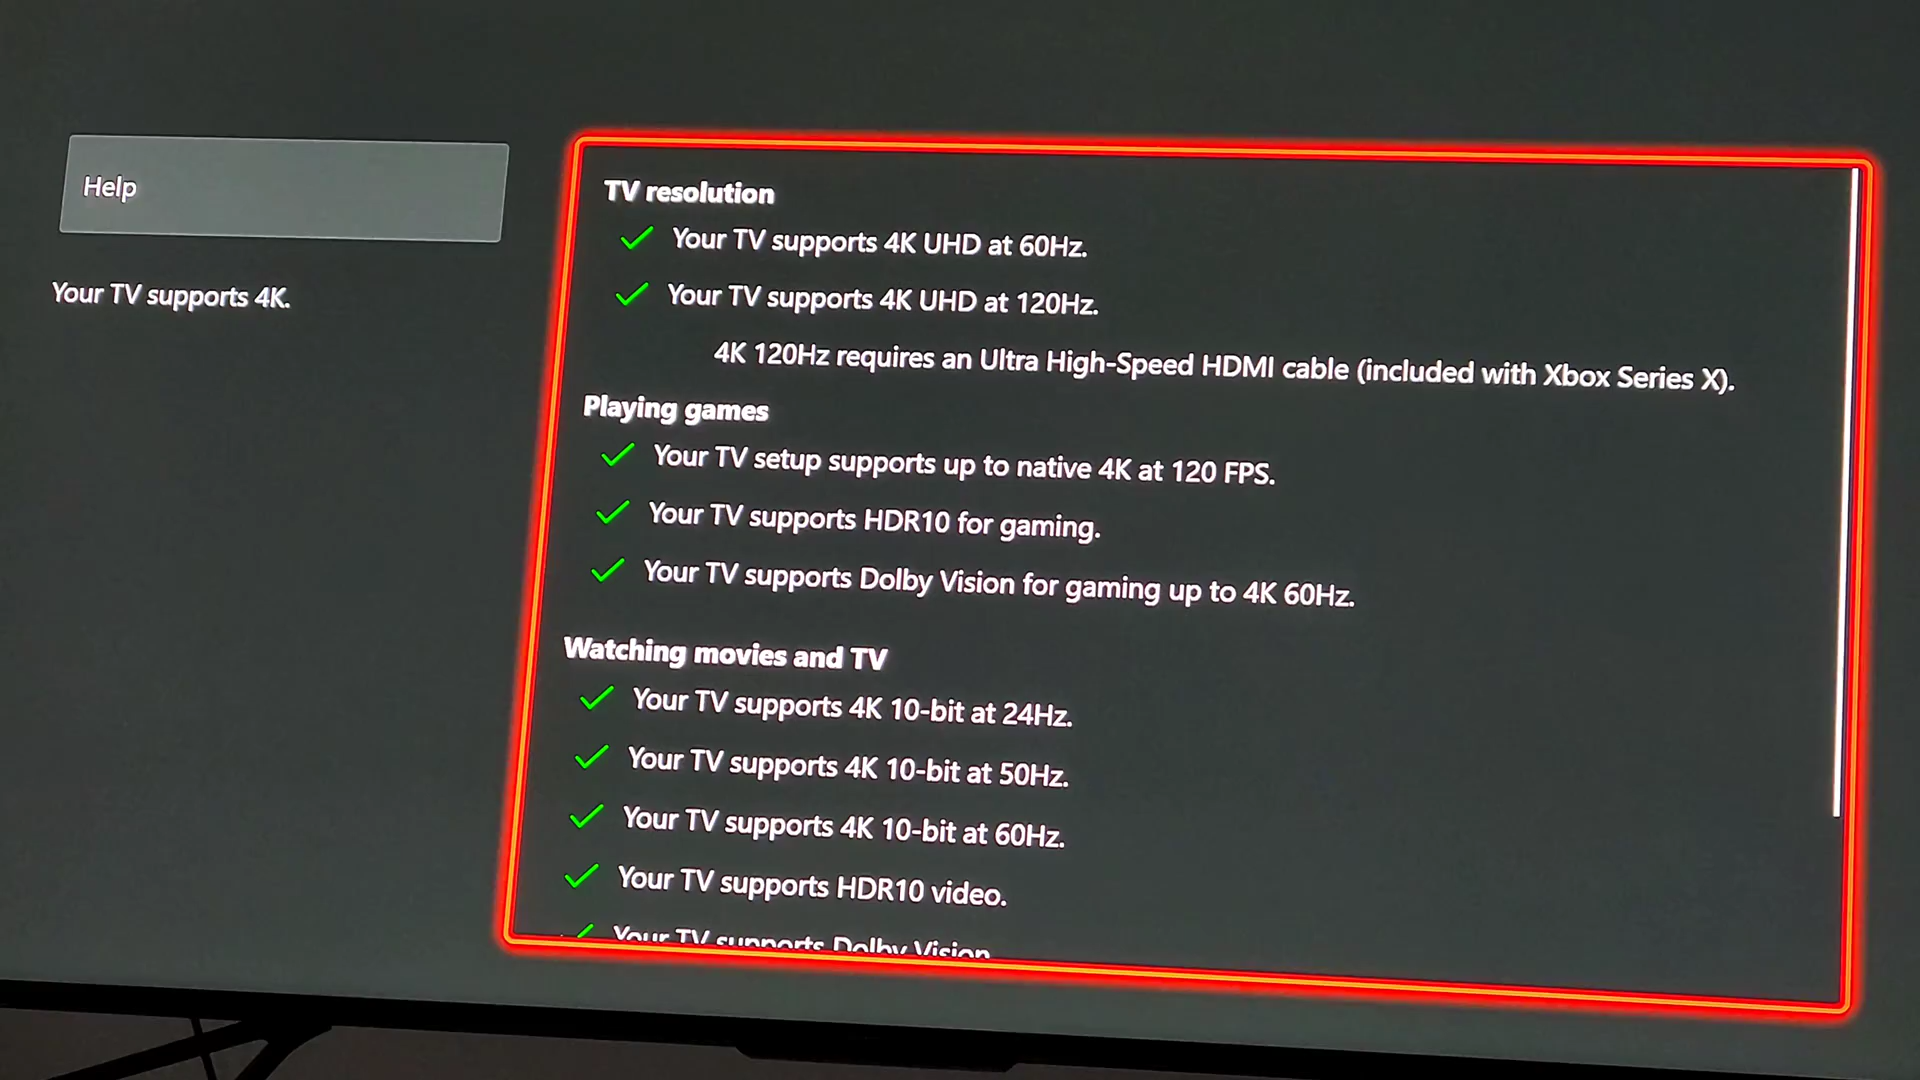 Help
Your TV supports 4K.
TV resolution
Your TV supports 4K UHD at 60Hz.
Your TV supports 4K UHD at 120Hz.
4K 120Hz requires an Ultra High-Speed HDMI cable (included with Xbox Series X).
Playing games
Your TV setup supports up to native 4K at 120 FPS.
Your TV supports HDR10 for gaming.
Your TV supports Dolby Vision for gaming up to 4K 60Hz.
Watching movies and TV
Your TV supports 4K 10-bit at 24Hz.
Your TV supports 4K 10-bit at 50Hz.
Your TV supports 4K 10-bit at 60Hz.
Your TV supports HDR10 video.
Your TV supports Dolby Vision